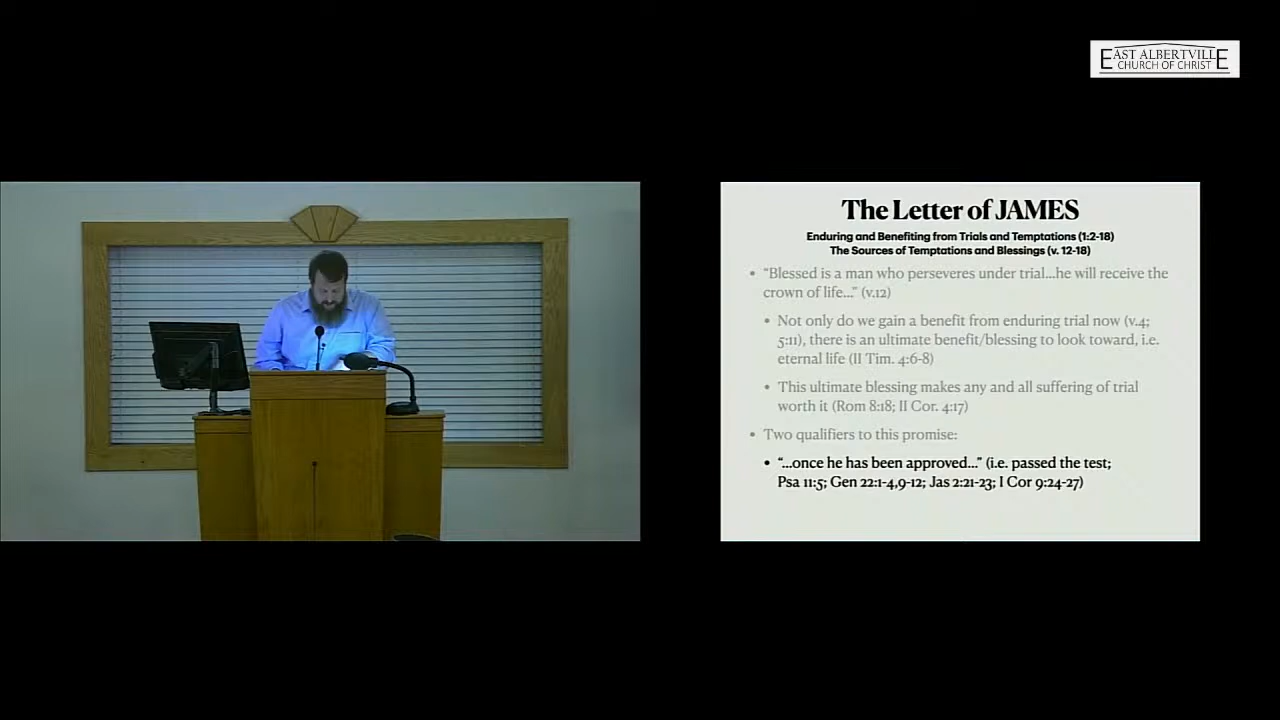 EAST ALBERTVILLE
CHURCH OF CHRIST
The Letter of JAMES
Enduring and Benefiting from Trials and Temptations (1:2-18)
The Sources of Temptations and Blessings (v. 12-18)
• “Blessed is a man who perseveres under trial...he will receive the
crown of life...” (v.12)
• Not only do we gain a benefit from enduring trial now (v.4;
5:11), there is an ultimate benefit/blessing to look toward, i.e.
eternal life (II Tim. 4:6-8)
• This ultimate blessing makes any and all suffering of trial
worth it (Rom 8:18; II Cor. 4:17)
• Two qualifiers to this promise:
• “...once he has been approved...” (i.e. passed the test;
Psa 11:5; Gen 22:1-4,9-12; Jas 2:21-23; I Cor 9:24-27)